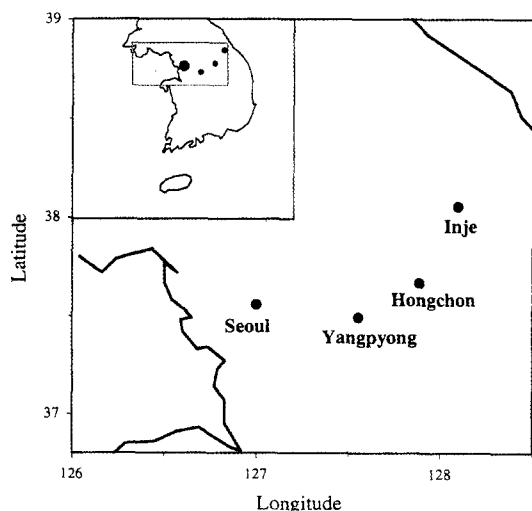 39
38
37
Latitude
Inje
Hongchon
Seoul
Yangpyong
126
127
128
Longitude